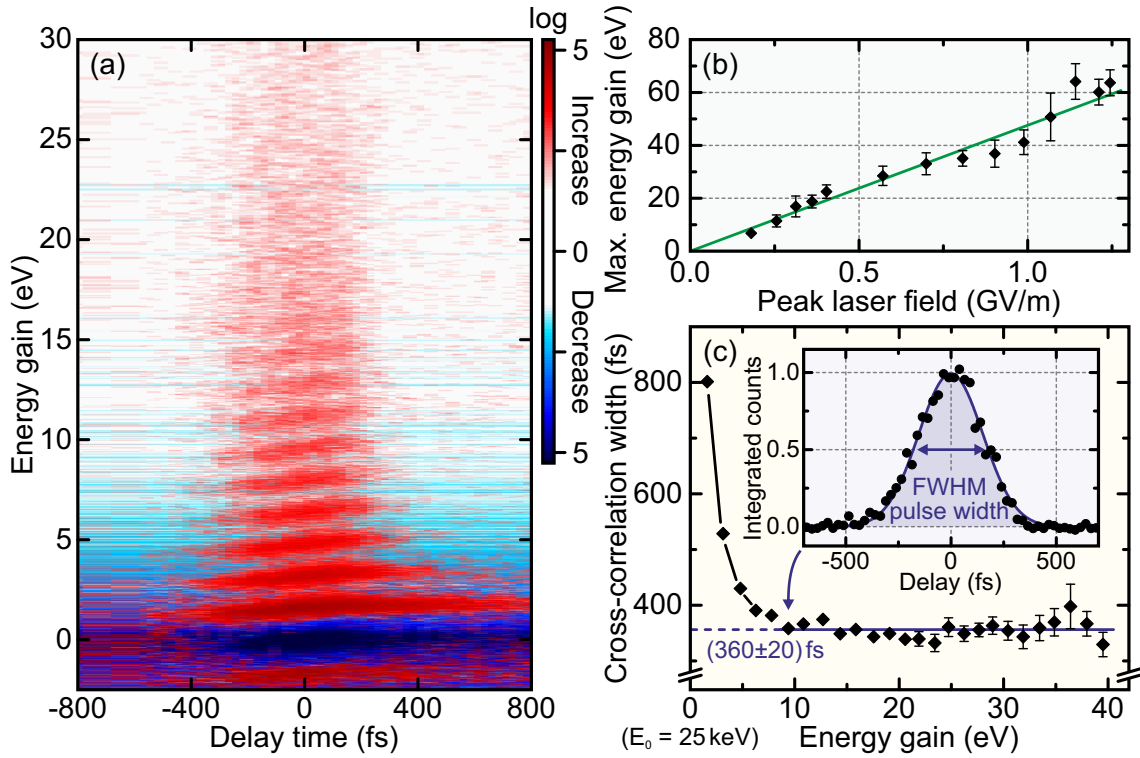 (a)
30
25
20
15
10
5
0
Energy gain (eV)
-800
-400
0
400
800
Delay time (fs)
log
5
Increase
0
Decrease
5
(b)
80
60
40
20
0
Max. energy gain (eV)
0.0
0.5
1.0
Peak laser field (GV/m)
(c)
800
600
400
Cross-correlation width (fs)
(360±20) fs
1.0
0.5
0.0
Integrated counts
FWHM
pulse width
-500
0
500
Delay (fs)
0
10
20
30
40
(E₀ = 25 keV)
Energy gain (eV)